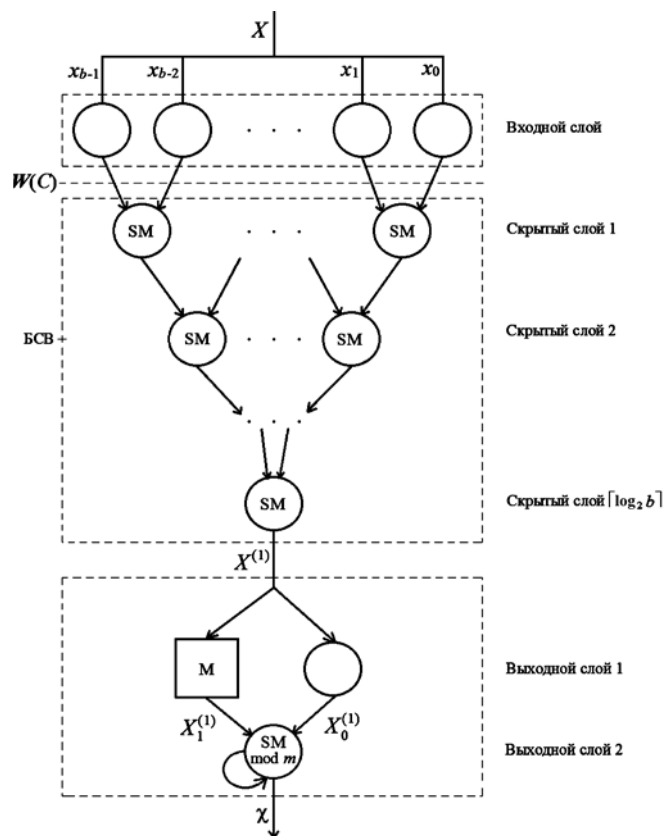 X
x_{b-1} x_{b-2} x_1 x_0
. . .
Входной слой
W(C)
SM . . . SM
Скрытый слой 1
БСВ
SM . . . SM
Скрытый слой 2
. . .
SM
Скрытый слой ⌈log_2 b⌉
X^{(1)}
M
Выходной слой 1
X_1^{(1)} X_0^{(1)}
SM
mod m
Выходной слой 2
χ